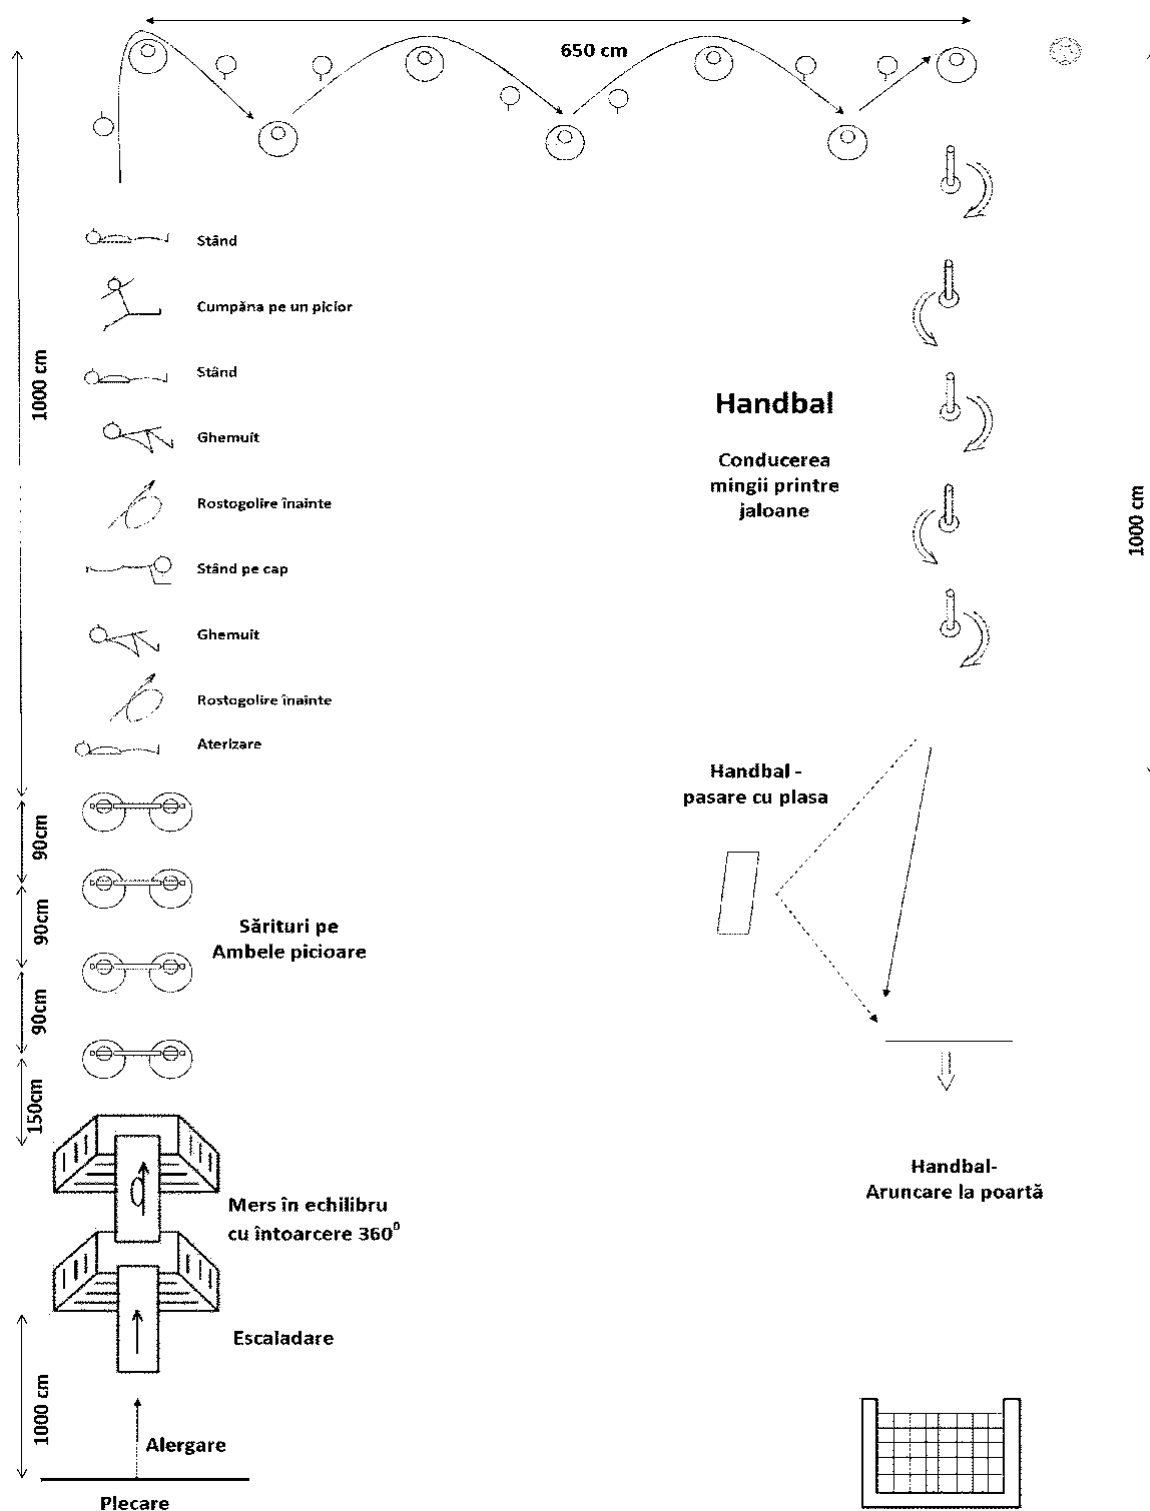 650 cm
Stând
Cumpăna pe un picior
Stând
Ghemuit
Rostogolire înainte
Stând pe cap
Ghemuit
Rostogolire înainte
Aterizare
1000 cm
90cm
90cm
90cm
150cm
1000 cm
Sărituri pe
Ambele picioare
Mers în echilibru
cu întoarcere 360⁰
Escaladare
Alergare
Plecare
Handbal
Conducerea
mingii printre
jaloane
1000 cm
Handbal -
pasare cu plasa
Handbal-
Aruncare la poartă